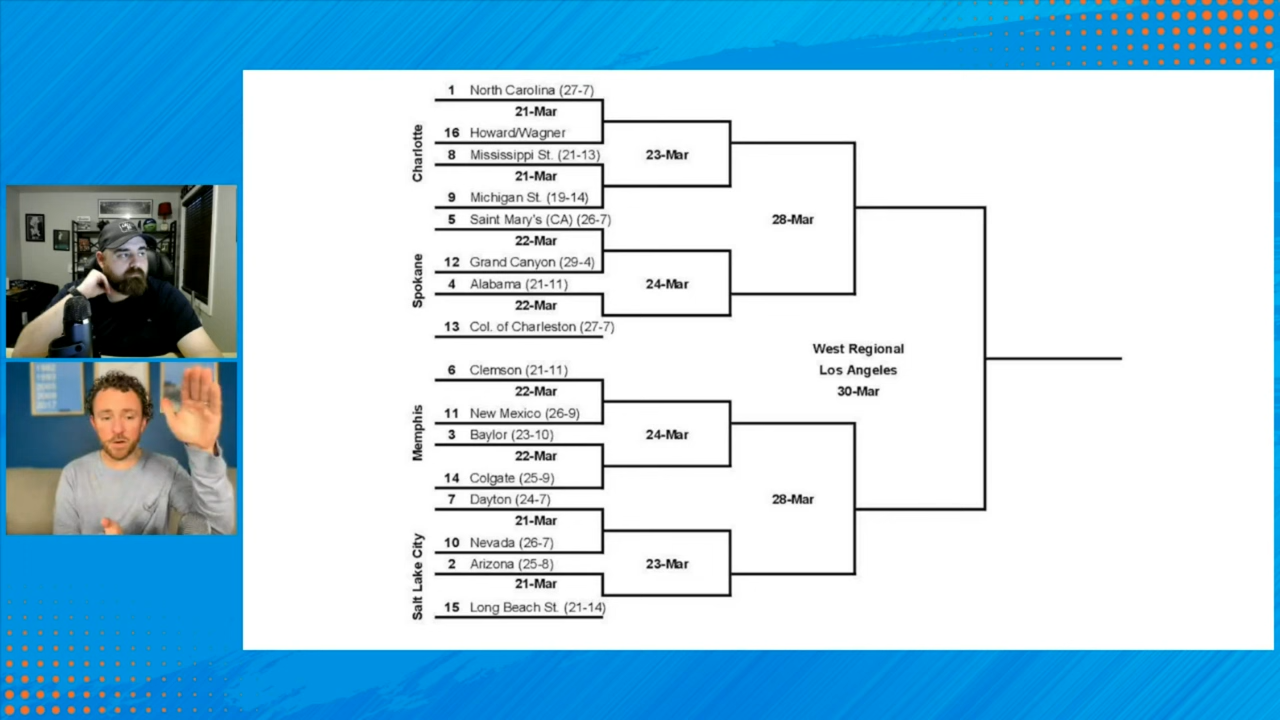 1 North Carolina (27-7)
21-Mar
16 Howard/Wagner
23-Mar
8 Mississippi St. (21-13)
21-Mar
9 Michigan St. (19-14)
Charlotte
28-Mar
5 Saint Mary's (CA) (26-7)
22-Mar
12 Grand Canyon (29-4)
24-Mar
4 Alabama (21-11)
22-Mar
13 Col. of Charleston (27-7)
Spokane
West Regional
Los Angeles
30-Mar
6 Clemson (21-11)
22-Mar
11 New Mexico (26-9)
24-Mar
3 Baylor (23-10)
22-Mar
14 Colgate (25-9)
Memphis
28-Mar
7 Dayton (24-7)
21-Mar
10 Nevada (26-7)
23-Mar
2 Arizona (25-8)
21-Mar
15 Long Beach St. (21-14)
Salt Lake City